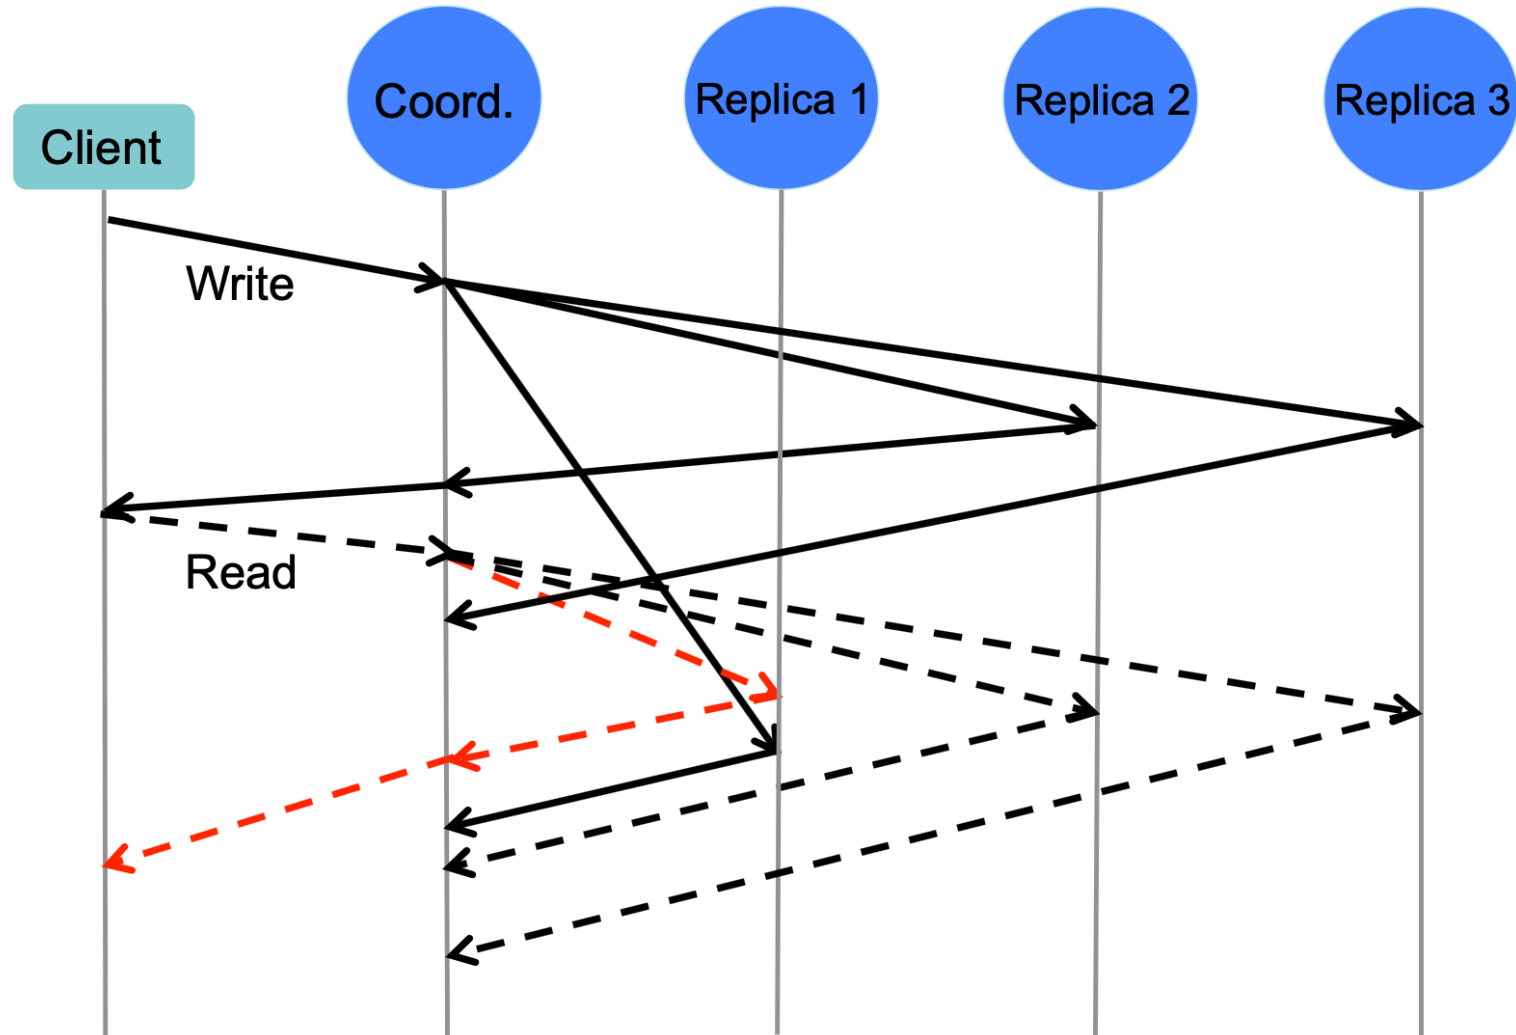 Client
Coord.
Replica 1
Replica 2
Replica 3
Write
Read